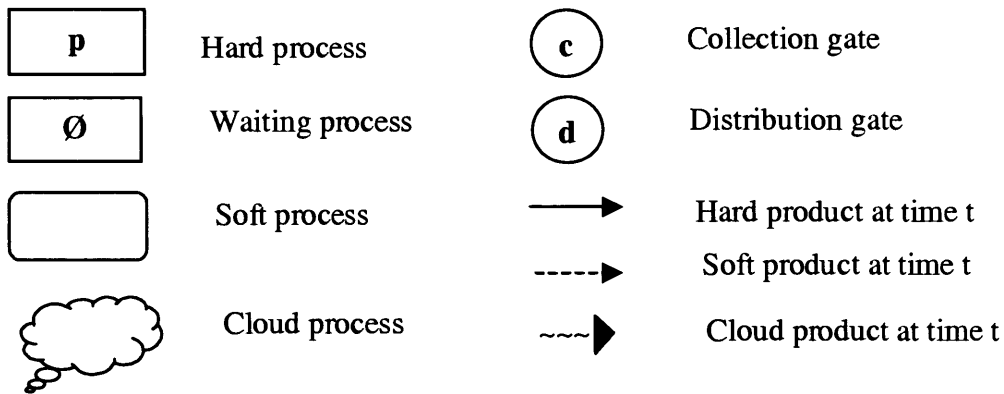 p Hard process
Ø Waiting process
Soft process
Cloud process
c Collection gate
d Distribution gate
Hard product at time t
Soft product at time t
~~~ Cloud product at time t